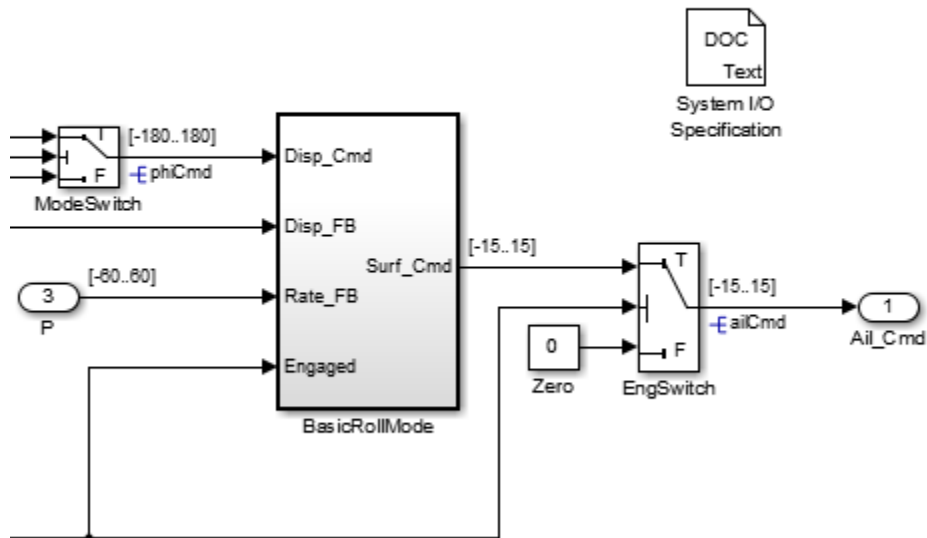 DOC
Text
System I/O
Specification
T
F
ModeSwitch
[-180..180]
phiCmd
Disp_Cmd
Disp_FB
Surf_Cmd
Rate_FB
Engaged
BasicRollMode
[-60..60]
3
P
[-15..15]
0
Zero
T
F
EngSwitch
[-15..15]
ailCmd
1
Ail_Cmd